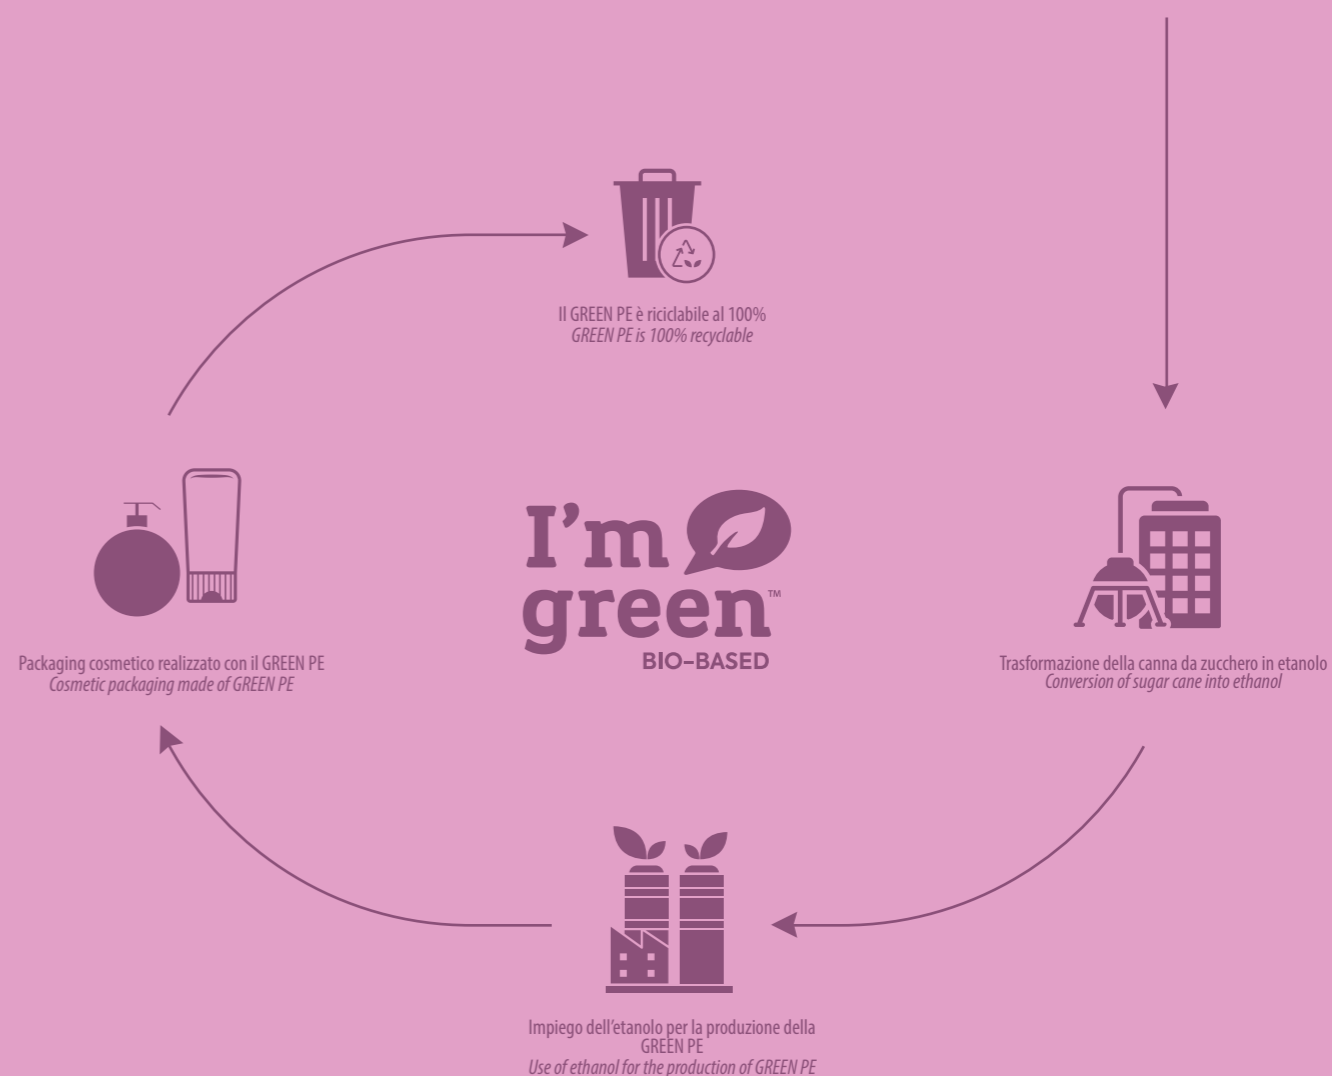 Il GREEN PE è riciclabile al 100%
GREEN PE is 100% recyclable
I'm
green™
BIO-BASED
Packaging cosmetico realizzato con il GREEN PE
Cosmetic packaging made of GREEN PE
Trasformazione della canna da zucchero in etanolo
Conversion of sugar cane into ethanol
Impiego dell'etanolo per la produzione della
GREEN PE
Use of ethanol for the production of GREEN PE